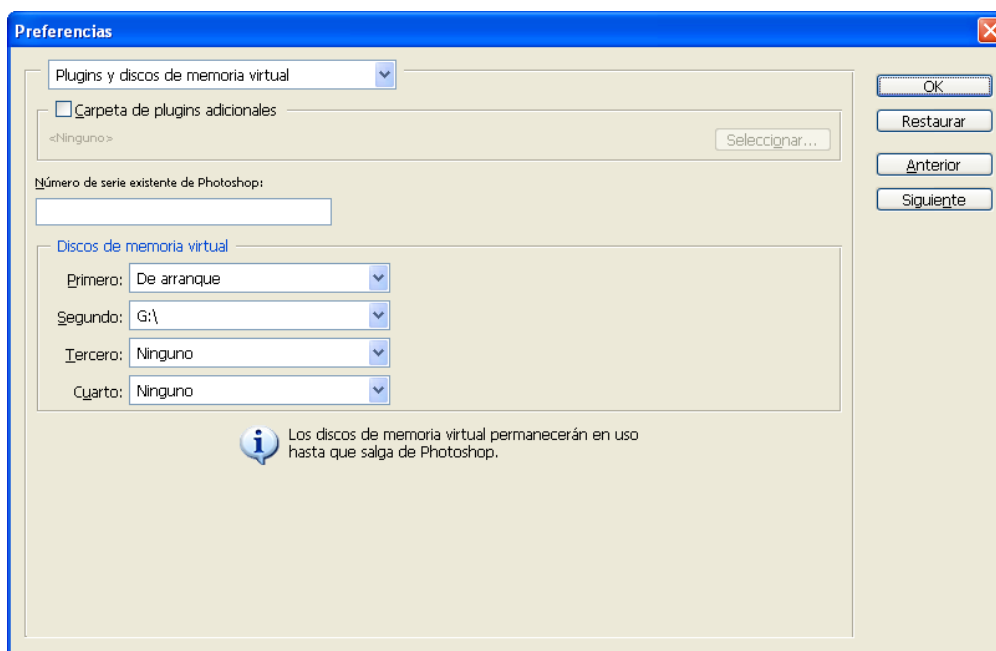 Preferencias
Plugins y discos de memoria virtual
OK
Carpeta de plugins adicionales
Restaurar
<Ninguno>
Seleccionar...
Anterior
Número de serie existente de Photoshop:
Siguiente
Discos de memoria virtual
Primero: De arranque
Segundo: G:\
Tercero: Ninguno
Cuarto: Ninguno
Los discos de memoria virtual permanecerán en uso
hasta que salga de Photoshop.